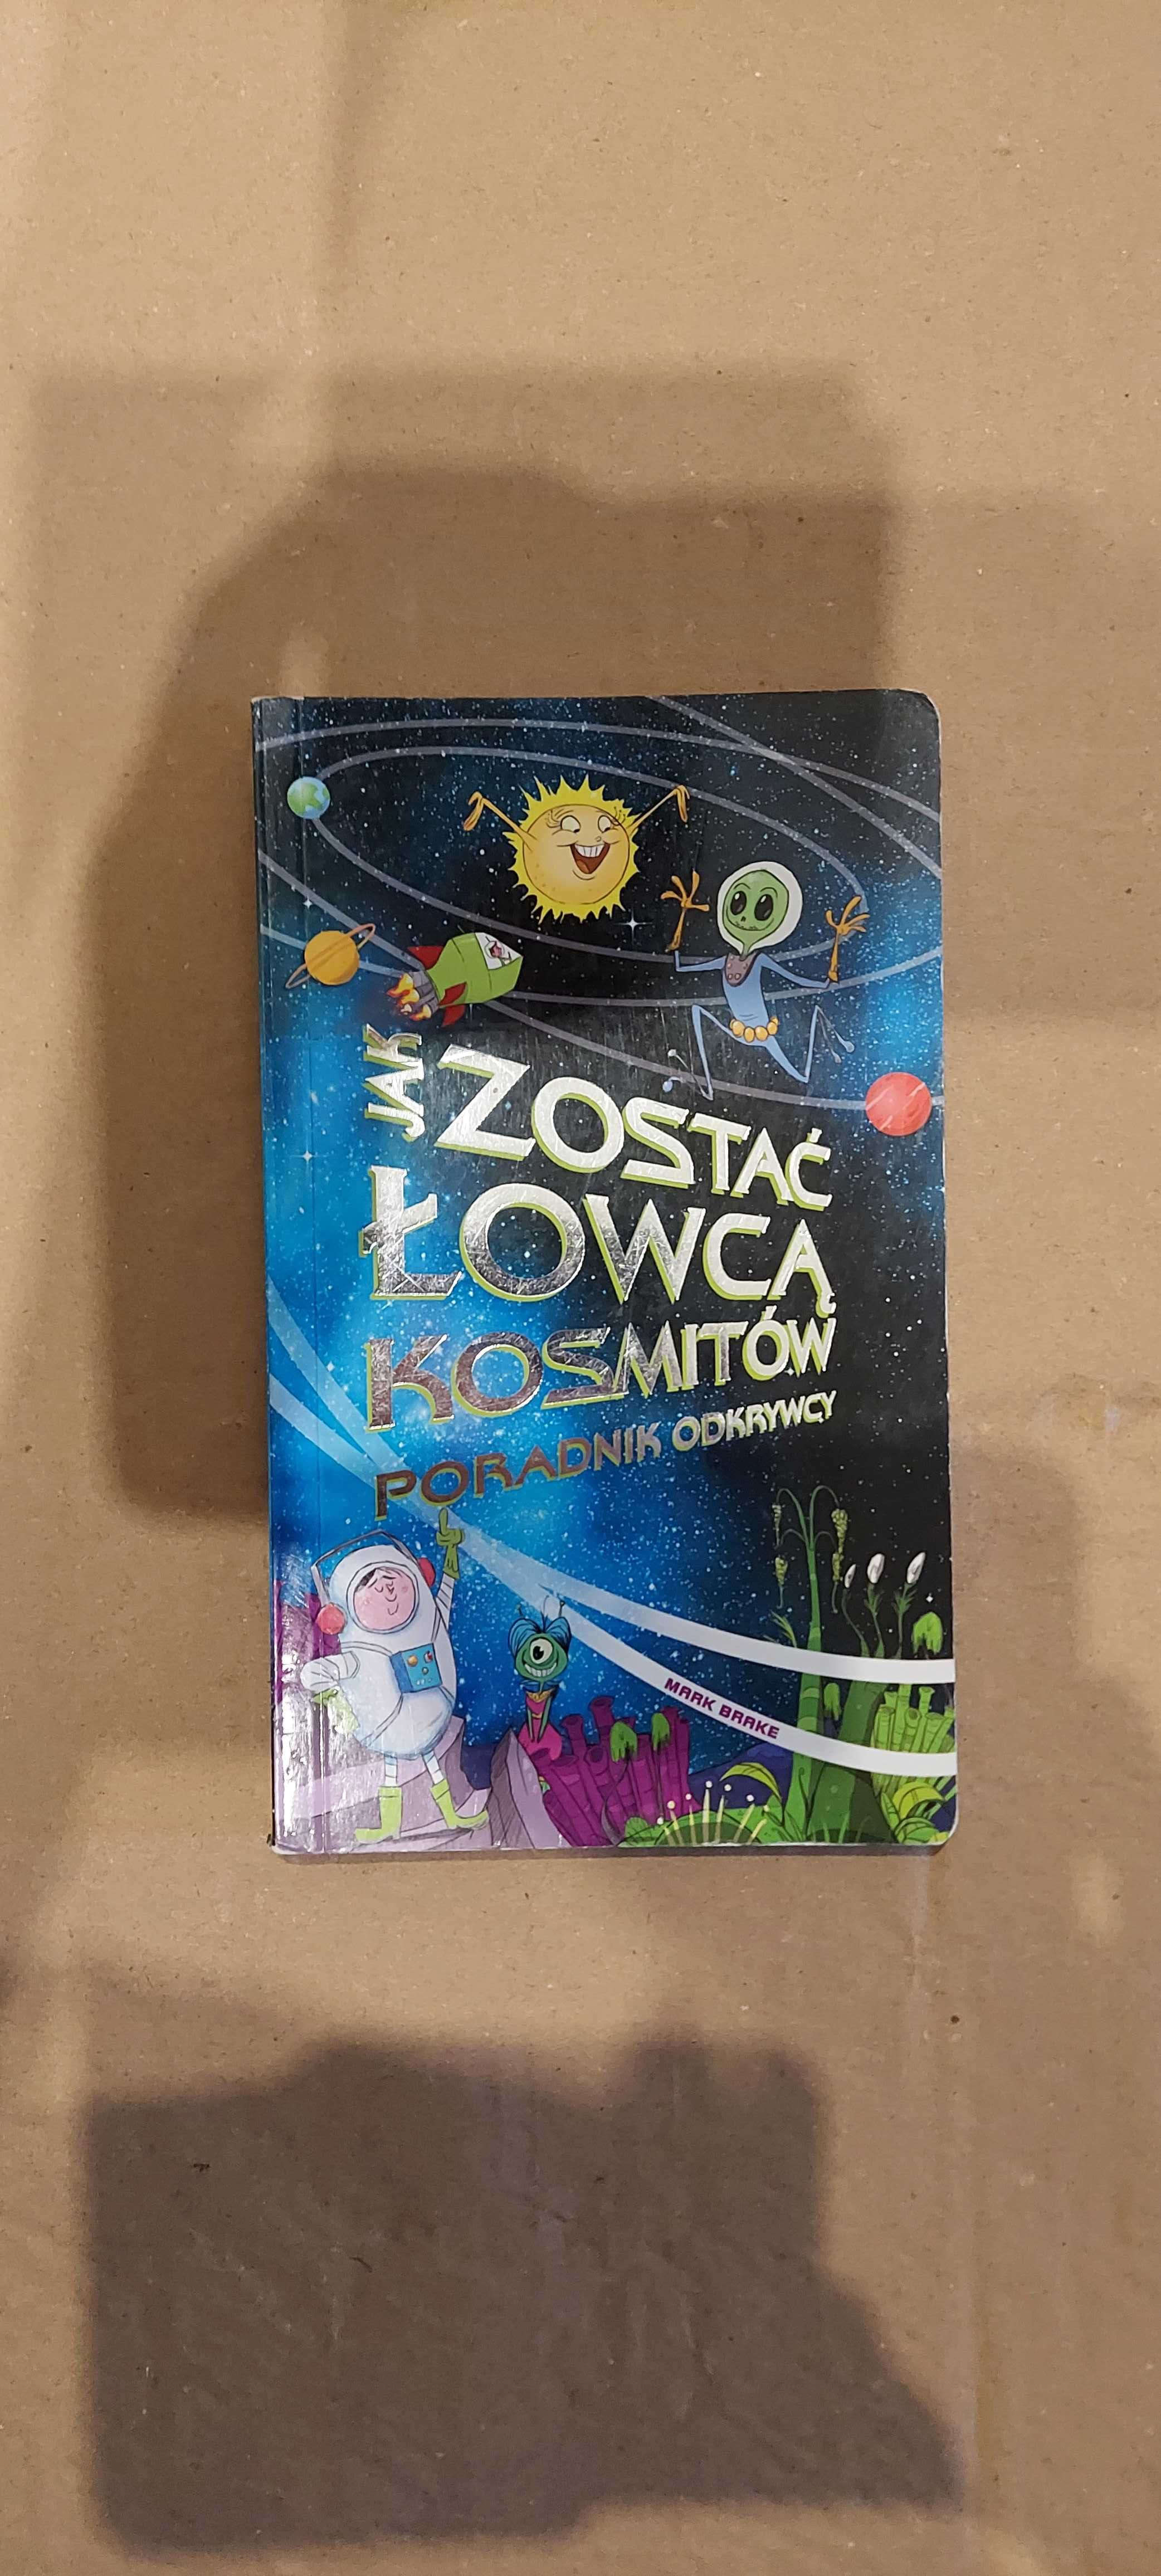 JAK
ZOSTAĆ
ŁOWCĄ
KOSMITÓW
PORADNIK ODKRYWCY
MARK BRAKE